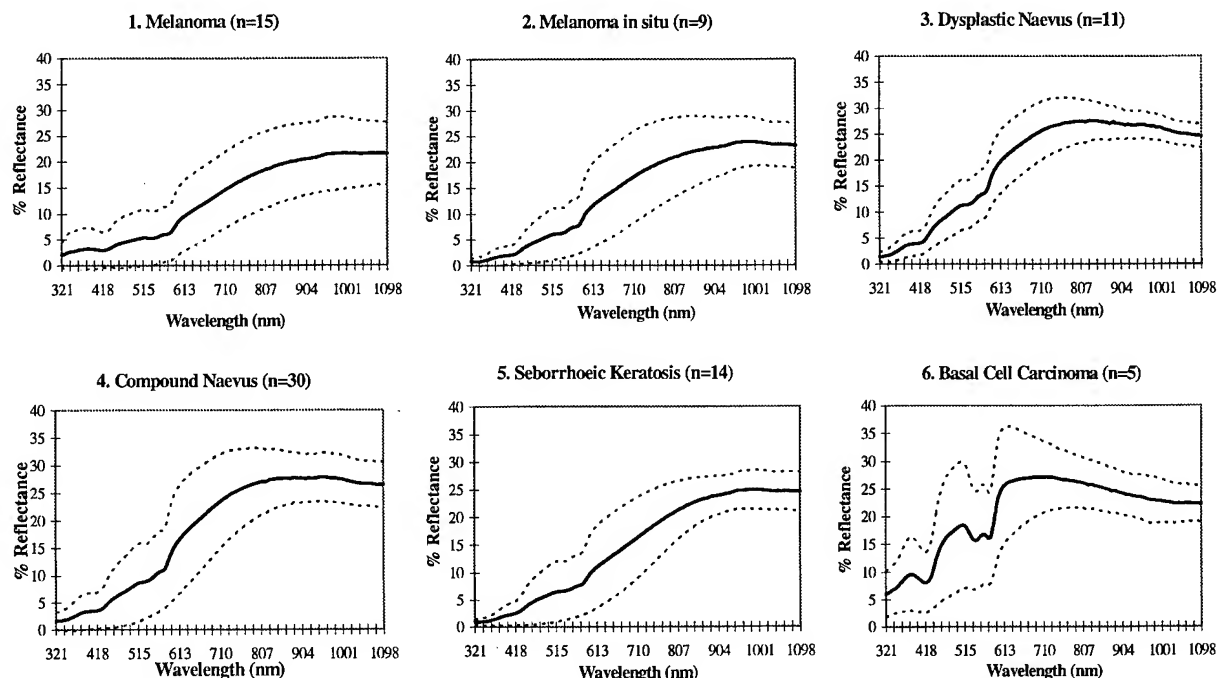 1. Melanoma (n=15)
2. Melanoma in situ (n=9)
3. Dysplastic Naevus (n=11)
% Reflectance
40
35
30
25
20
15
10
5
0
321 418 515 613 710 807 904 1001 1098
Wavelength (nm)
% Reflectance
40
35
30
25
20
15
10
5
0
321 418 515 613 710 807 904 1001 1098
Wavelength (nm)
% Reflectance
40
35
30
25
20
15
10
5
0
321 418 515 613 710 807 904 1001 1098
Wavelength (nm)
4. Compound Naevus (n=30)
5. Seborrhoeic Keratosis (n=14)
6. Basal Cell Carcinoma (n=5)
% Reflectance
40
35
30
25
20
15
10
5
0
321 418 515 613 710 807 904 1001 1098
Wavelength (nm)
% Reflectance
40
35
30
25
20
15
10
5
0
321 418 515 613 710 807 904 1001 1098
Wavelength (nm)
% Reflectance
40
35
30
25
20
15
10
5
0
321 418 515 613 710 807 904 1001 1098
Wavelength (nm)